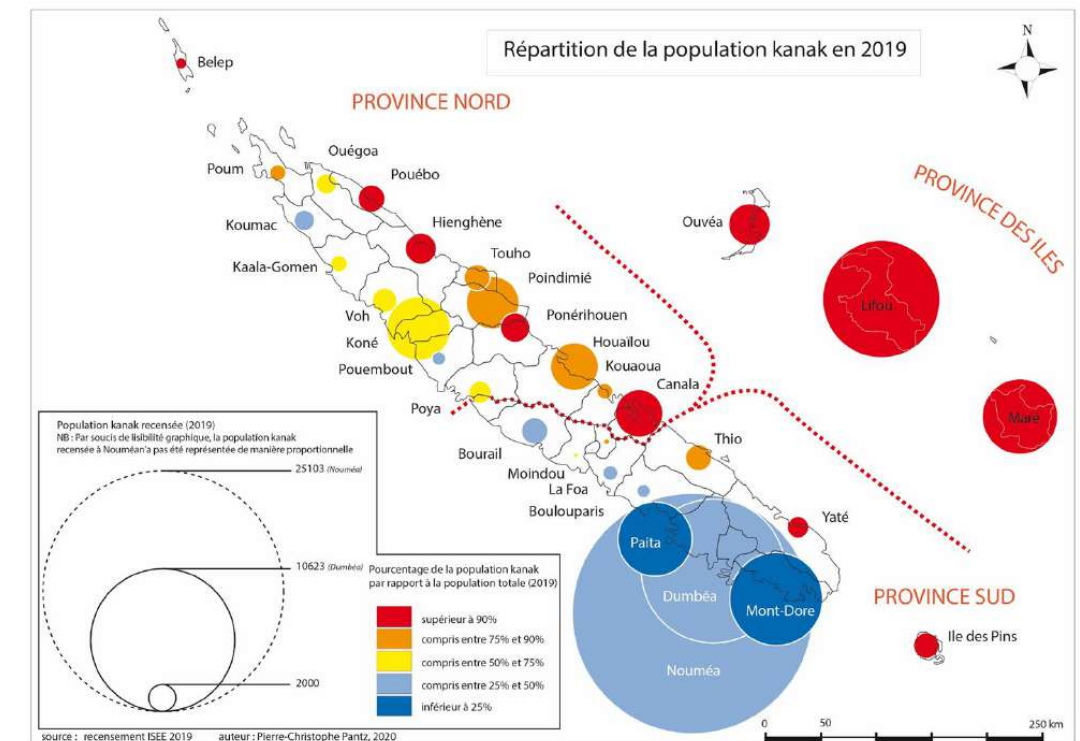 Répartition de la population kanak en 2019
N
Belep
PROVINCE NORD
Ouégoa
Poum
Pouébo
PROVINCE DES ILES
Koumac
Hienghène
Ouvéa
Kaala-Gomen
Touho
Poindimié
Lifou
Voh
Ponérihouen
Koné
Houaïlou
Pouembout
Kouaoua
Canala
Poya
Maré
Thio
Bourail
Moindou
La Foa
Boulouparis
Yaté
Païta
Dumbéa
Mont-Dore
PROVINCE SUD
Ile des Pins
Nouméa
Population kanak recensée (2019)
NB : Par soucis de lisibilité graphique, la population kanak
recensée à Nouméan'a pas été représentée de manière proportionnelle
25103 (Nouméa)
10623 (Dumbéa)
2000
Pourcentage de la population kanak
par rapport à la population totale (2019)
supérieur à 90%
compris entre 75% et 90%
compris entre 50% et 75%
compris entre 25% et 50%
inférieur à 25%
0 50 250 km
source : recensement ISEE 2019 auteur : Pierre-Christophe Pantz, 2020